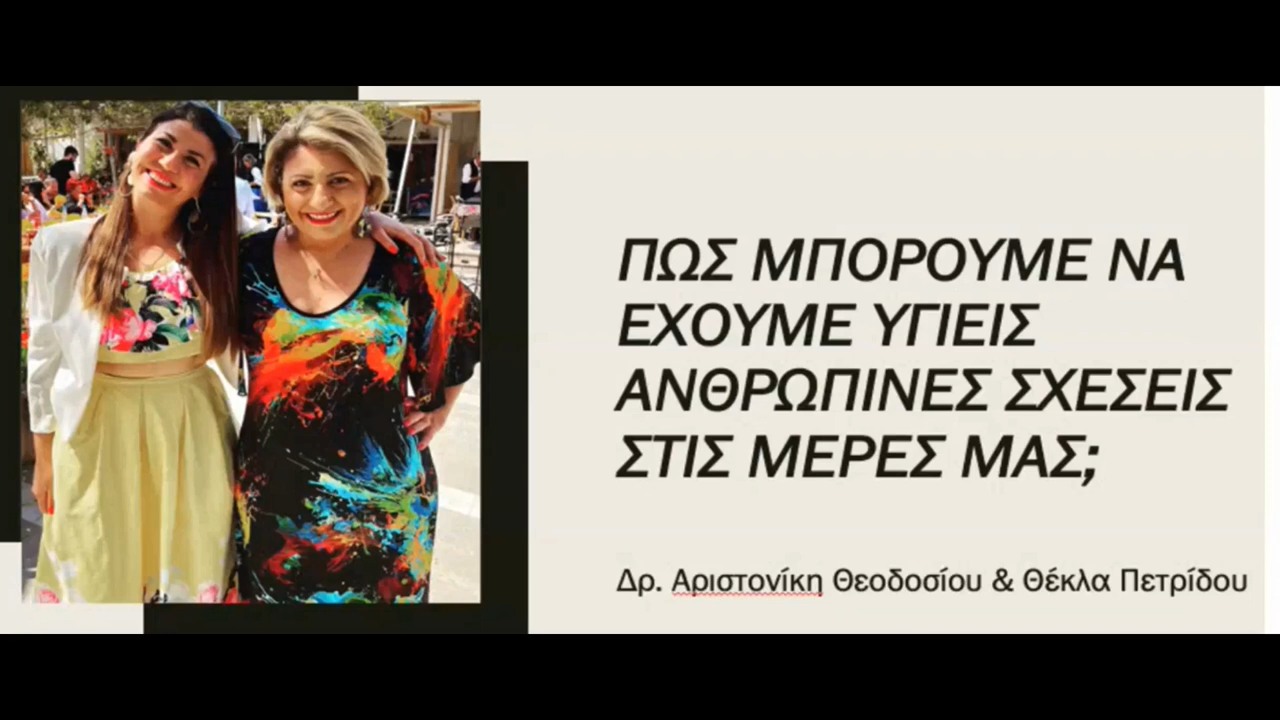 ΠΩΣ ΜΠΟΡΟΥΜΕ ΝΑ
ΕΧΟΥΜΕ ΥΓΙΕΙΣ
ΑΝΘΡΩΠΙΝΕΣ ΣΧΕΣΕΙΣ
ΣΤΙΣ ΜΕΡΕΣ ΜΑΣ;
Δρ. Αριστονίκη Θεοδοσίου & Θέκλα Πετρίδου